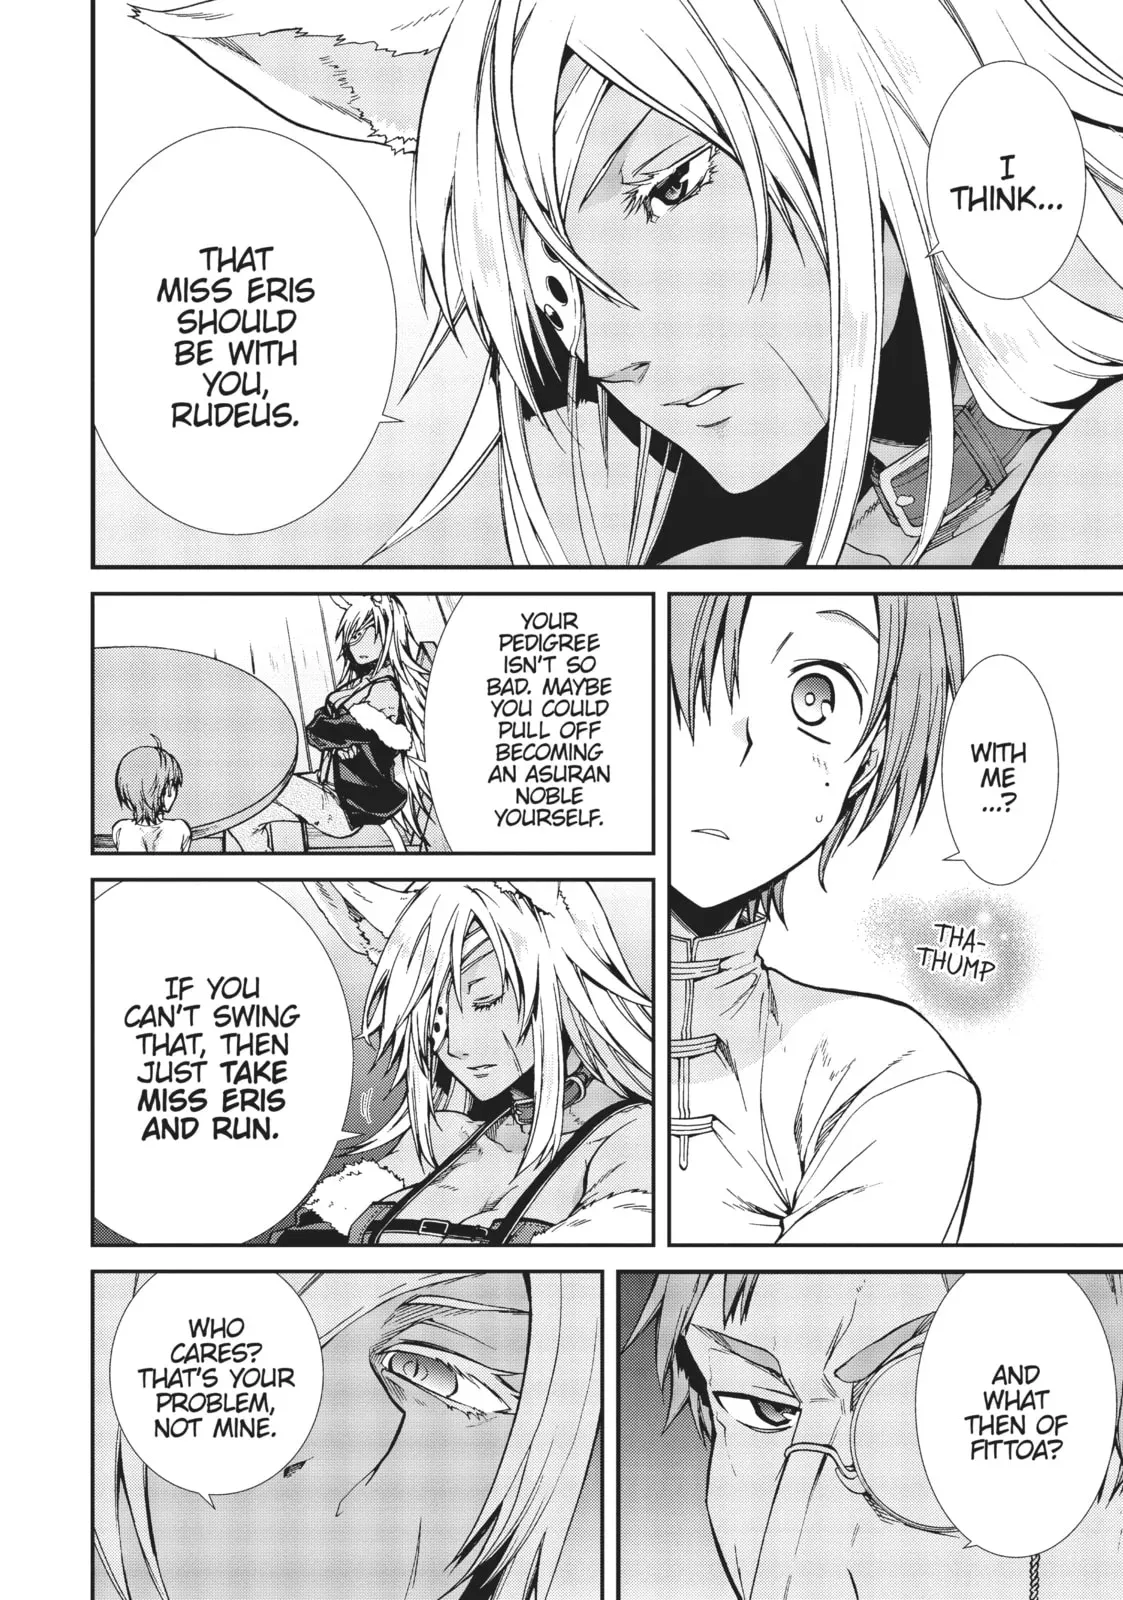 I
THINK...
THAT
MISS ERIS
SHOULD
BE WITH
YOU,
RUDEUS.
WITH
ME
...?
THA-
THUMP
YOUR
PEDIGREE
ISN'T SO
BAD. MAYBE
YOU COULD
PULL OFF
BECOMING
AN ASURAN
NOBLE
YOURSELF.
IF YOU
CAN'T SWING
THAT, THEN
JUST TAKE
MISS ERIS
AND RUN.
AND
WHAT
THEN OF
FITTOA?
WHO
CARES?
THAT'S YOUR
PROBLEM,
NOT MINE.